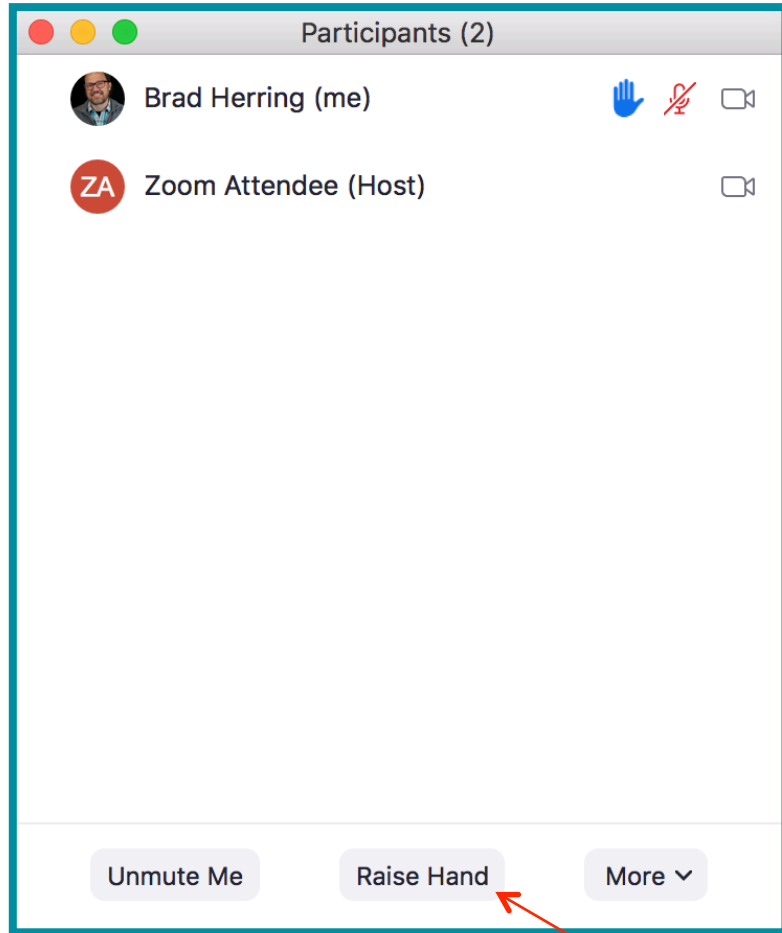 Participants (2)
Brad Herring (me)
ZA Zoom Attendee (Host)
Unmute Me Raise Hand More